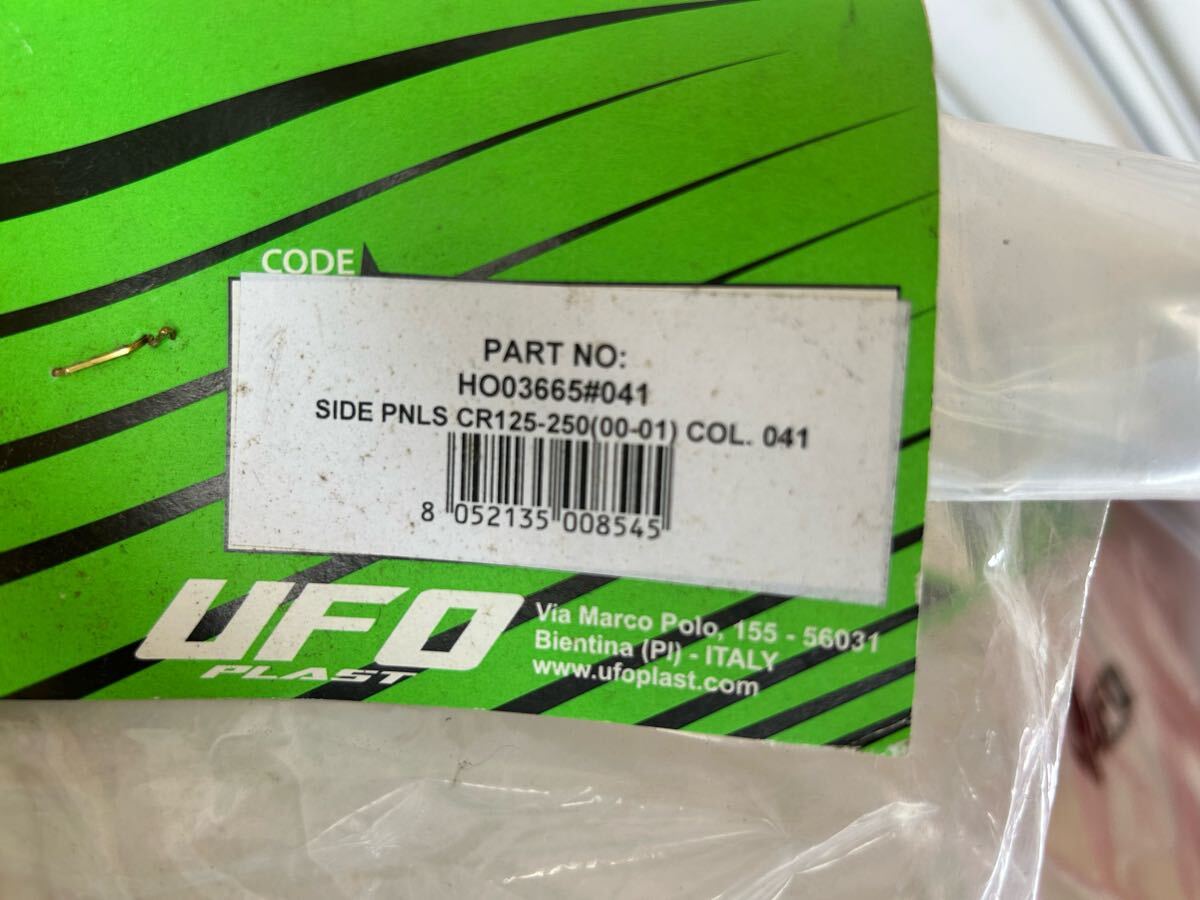 CODE
PART NO:
HO03665#041
SIDE PNLS CR125-250(00-01) COL. 041
8 052135 008545
UFO
PLAST
Via Marco Polo, 155 - 56031
Bientina (PI) - ITALY
www.ufoplast.com